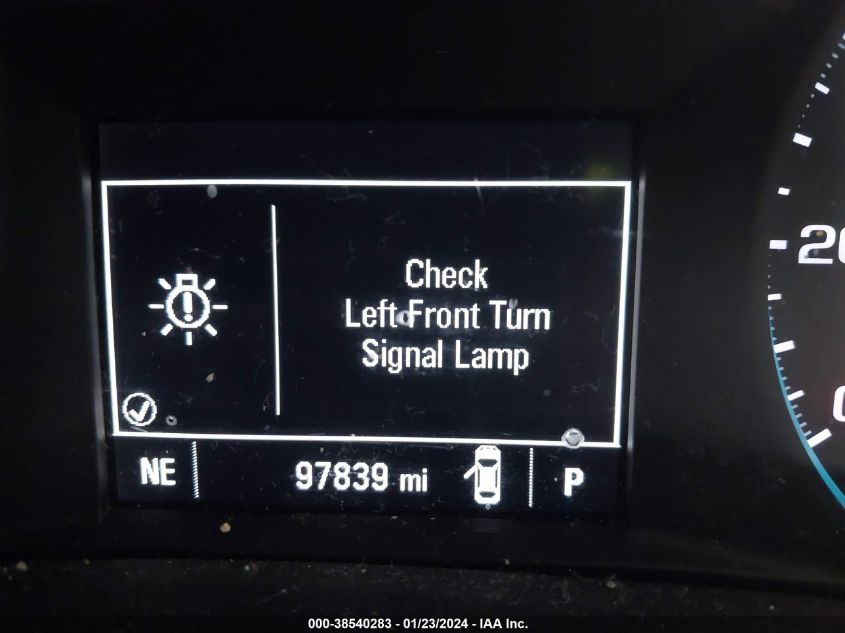 Check
Left Front Turn
Signal Lamp
NE
97839 mi
P
000-38540283 - 01/23/2024 - IAA Inc.